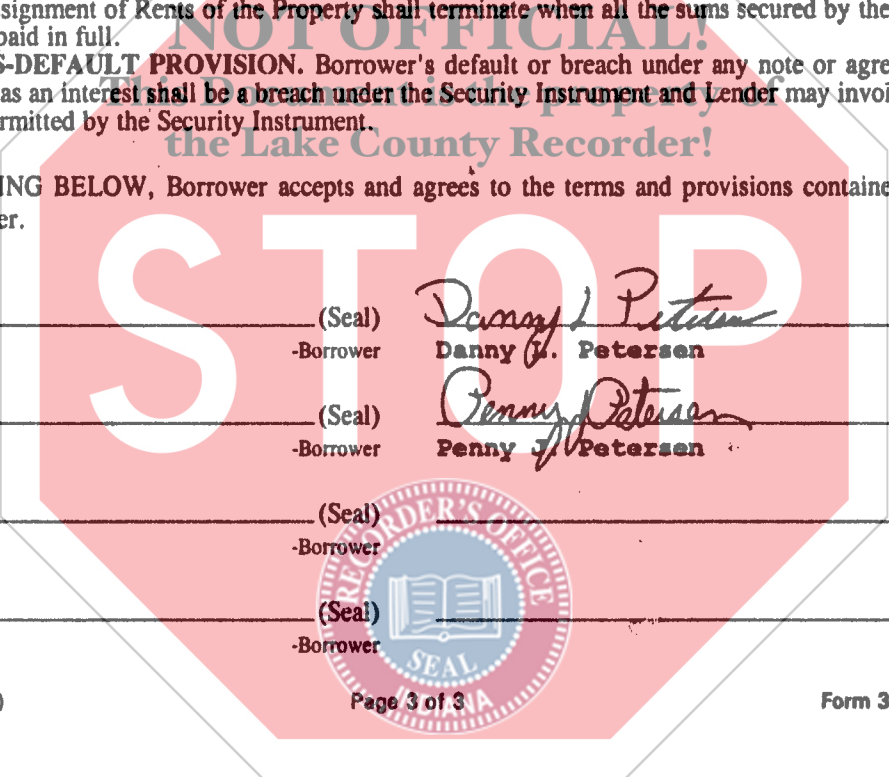 signment of Rents of the Property shall terminate when all the sums secured by the
paid in full.
NOT OFFICIAL!
S-DEFAULT PROVISION. Borrower's default or breach under any note or agre
This Document is the property of
as an interest shall be a breach under the Security Instrument and Lender may invo
rmitted by the Security Instrument.
the Lake County Recorder!
ING BELOW, Borrower accepts and agrees to the terms and provisions containe
er.
STOP
(Seal) Danny L Petersen
-Borrower Danny L. Petersen
(Seal) Penny J Petersen
-Borrower Penny J. Petersen
(Seal)
-Borrower
(Seal)
-Borrower
RECORDER'S OFFICE
SEAL
INDIANA
) Page 3 of 3 Form 3